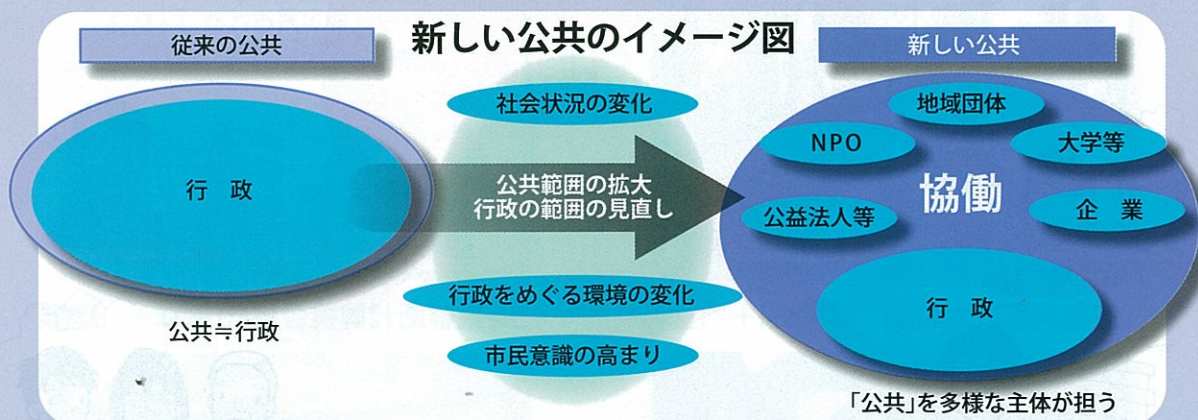 新しい公共のイメージ図
従来の公共
行 政
公共≒行政
社会状況の変化
公共範囲の拡大
行政の範囲の見直し
行政をめぐる環境の変化
市民意識の高まり
新しい公共
地域団体
NPO
大学等
協働
公益法人等
企 業
行 政
「公共」を多様な主体が担う